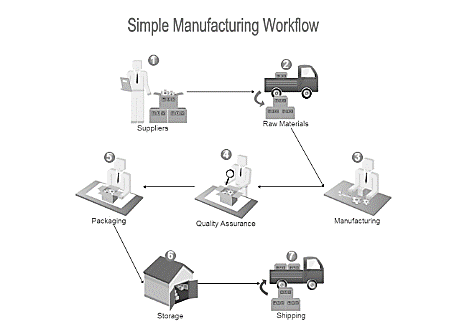 Simple Manufacturing Workflow
1
Suppliers
2
Raw Materials
3
Manufacturing
4
Quality Assurance
5
Packaging
6
Storage
7
Shipping